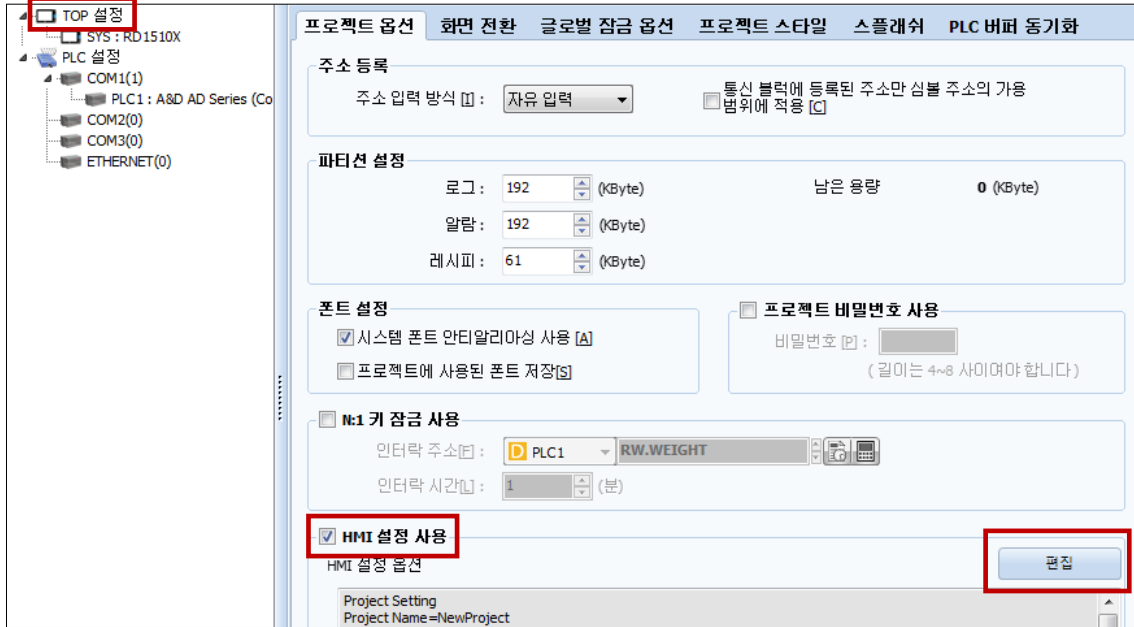 TOP 설정
SYS : RD1510X
PLC 설정
COM1(1)
PLC1 : A&D AD Series (Co
COM2(0)
COM3(0)
ETHERNET(0)
프로젝트 옵션 화면 전환 글로벌 잠금 옵션 프로젝트 스타일 스플래쉬 PLC 버퍼 동기화
주소 등록
주소 입력 방식 [I] : 자유 입력
통신 블럭에 등록된 주소만 심볼 주소의 가용
범위에 적용 [C]
파티션 설정
로그 : 192 (KByte) 남은 용량 0 (KByte)
알람 : 192 (KByte)
레시피 : 61 (KByte)
폰트 설정
시스템 폰트 안티알리아싱 사용 [A]
프로젝트에 사용된 폰트 저장[S]
프로젝트 비밀번호 사용
비밀번호 [P] :
( 길이는 4~8 사이여야 합니다 )
N:1 키 잠금 사용
인터락 주소[F] : D PLC1 RW.WEIGHT
인터락 시간[L] : 1 (분)
HMI 설정 사용
HMI 설정 옵션 편집
Project Setting
Project Name=NewProject